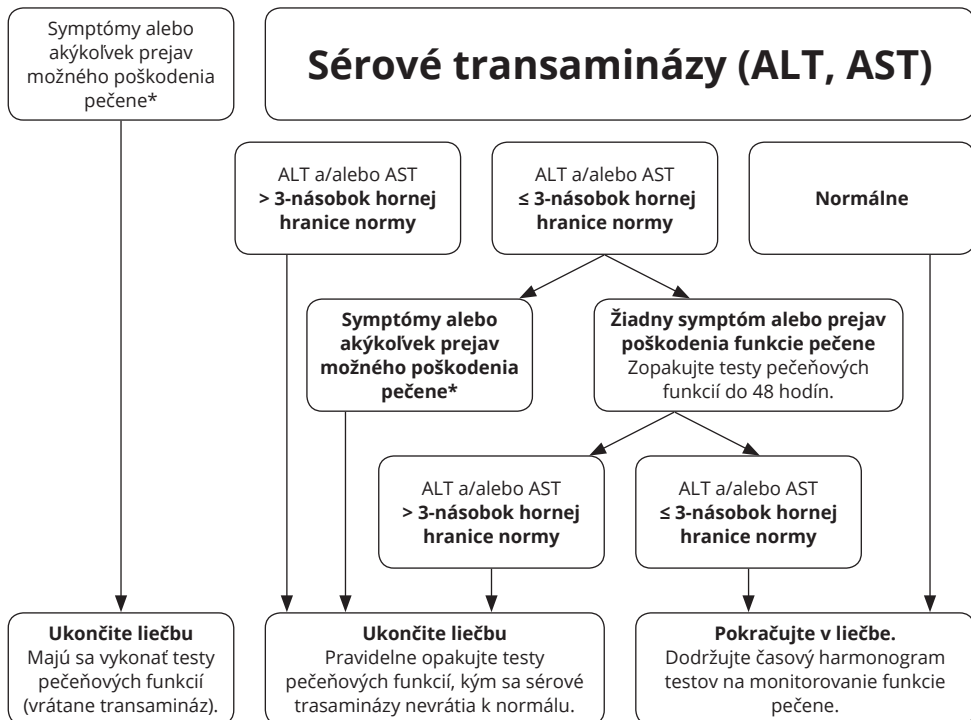 Symptómy alebo
akýkoľvek prejav
možného poškodenia
pečene*
Sérové transaminázy (ALT, AST)
ALT a/alebo AST
> 3-násobok hornej
hranice normy
ALT a/alebo AST
≤ 3-násobok hornej
hranice normy
Normálne
Symptómy alebo
akýkoľvek prejav
možného poškodenia
pečene*
Žiadny symptóm alebo prejav
poškodenia funkcie pečene
Zopakujte testy pečeňových
funkcií do 48 hodín.
ALT a/alebo AST
> 3-násobok hornej
hranice normy
ALT a/alebo AST
≤ 3-násobok hornej
hranice normy
Ukončite liečbu
Majú sa vykonať testy
pečeňových funkcií
(vrátane transamináz).
Ukončite liečbu
Pravidelne opakujte testy
pečeňových funkcií, kým sa sérové
trasaminázy nevrátia k normálu.
Pokračujte v liečbe.
Dodržujte časový harmonogram
testov na monitorovanie funkcie
pečene.